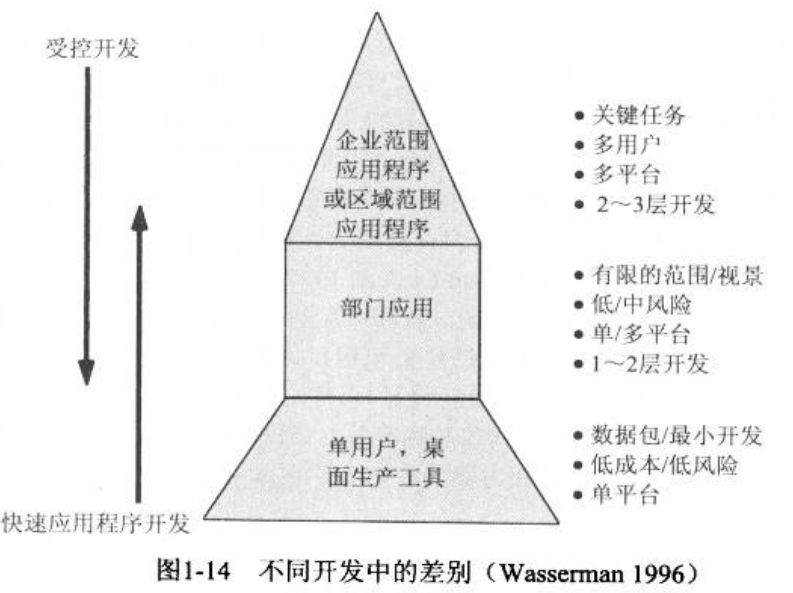 受控开发
企业范围
应用程序
或区域范围
应用程序
• 关键任务
• 多用户
• 多平台
• 2～3层开发
部门应用
• 有限的范围/视景
• 低/中风险
• 单/多平台
• 1～2层开发
单用户，桌
面生产工具
• 数据包/最小开发
• 低成本/低风险
• 单平台
快速应用程序开发
图1-14 不同开发中的差别（Wasserman 1996）